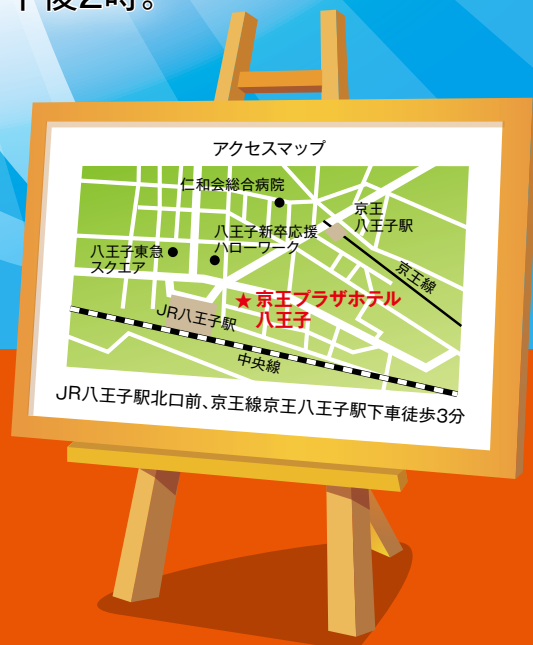 午後2時。
アクセスマップ
仁和会総合病院
京王
八王子駅
八王子新卒応援
ハローワーク
八王子東急
スクエア
京王線
★京王プラザホテル
八王子
JR八王子駅
中央線
JR八王子駅北口前、京王線京王八王子駅下車徒歩3分